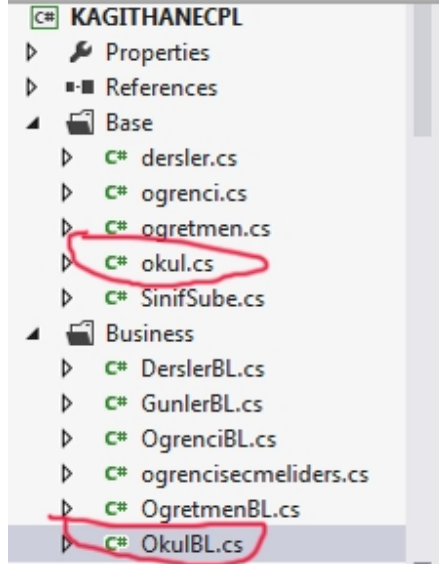 C# KAGITHANECPL
Properties
References
Base
C# dersler.cs
C# ogrenci.cs
C# ogretmen.cs
C# okul.cs
C# SinifSube.cs
Business
C# DerslerBL.cs
C# GunlerBL.cs
C# OgrenciBL.cs
C# ogrencisecmeliders.cs
C# OgretmenBL.cs
C# OkulBL.cs